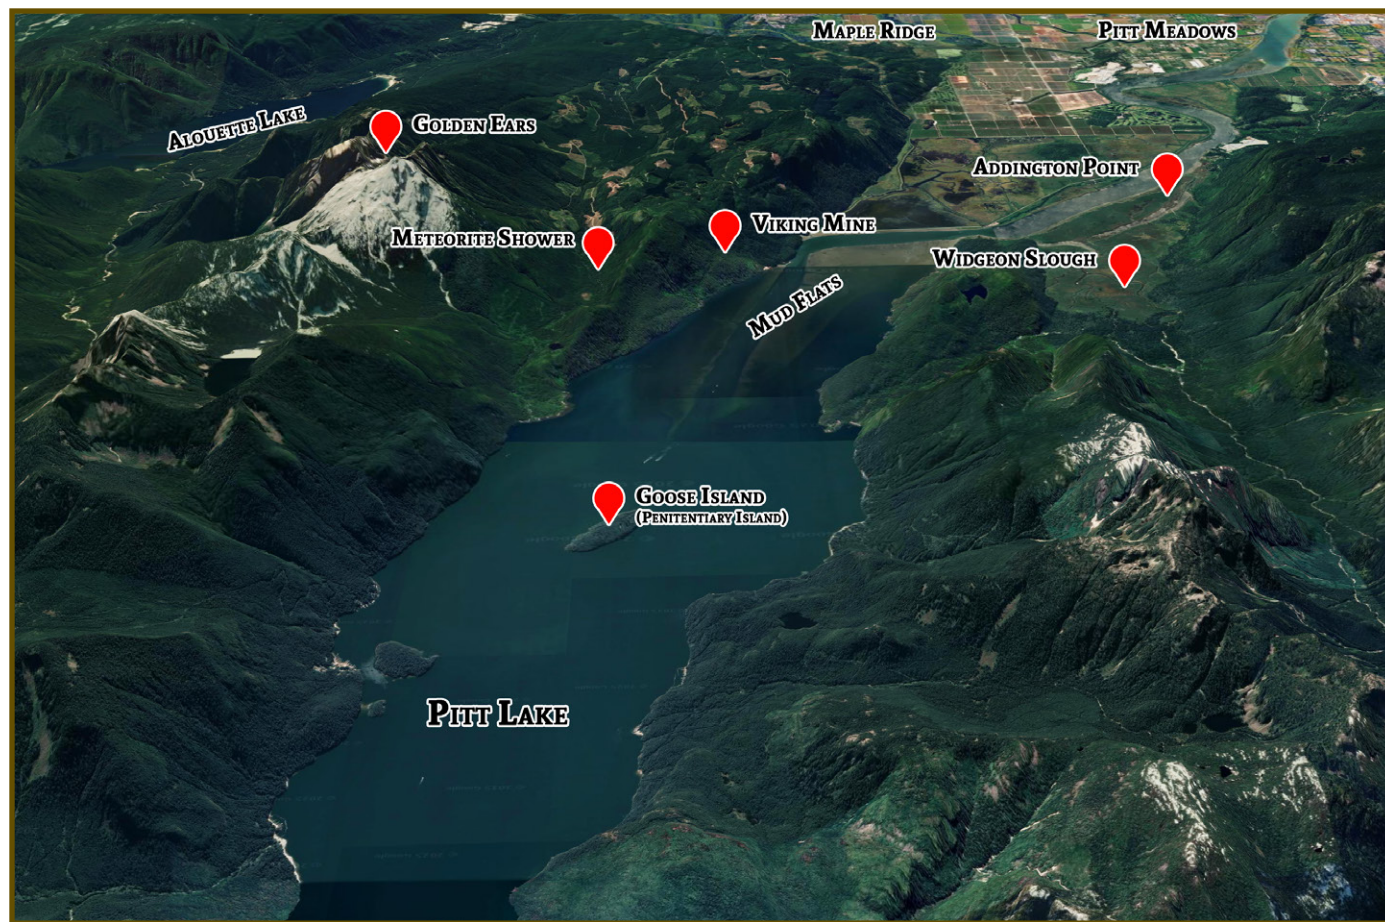 Maple Ridge
Pitt Meadows
Alouette Lake
Golden Ears
Addington Point
Meteorite Shower
Viking Mine
Widgeon Slough
Mud Flats
Goose Island
(Penitentiary Island)
Pitt Lake